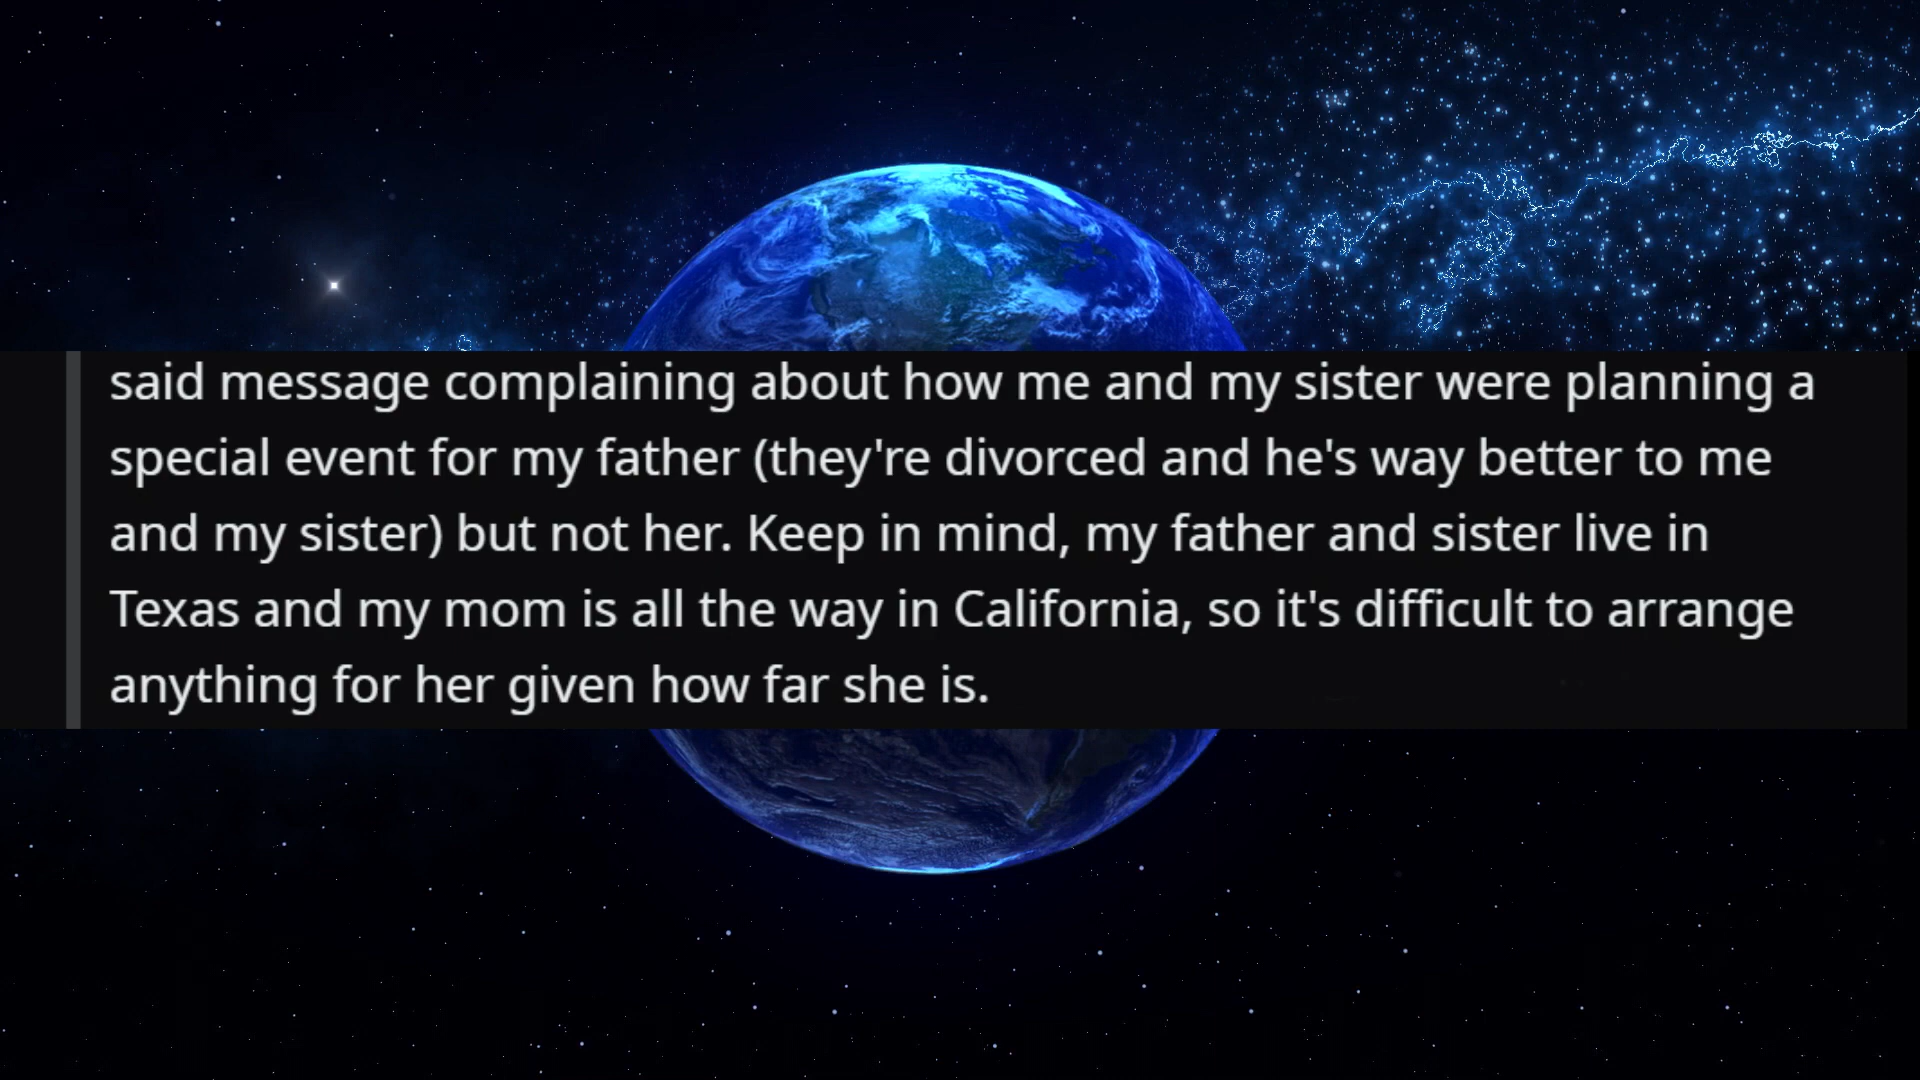 said message complaining about how me and my sister were planning a
special event for my father (they're divorced and he's way better to me
and my sister) but not her. Keep in mind, my father and sister live in
Texas and my mom is all the way in California, so it's difficult to arrange
anything for her given how far she is.